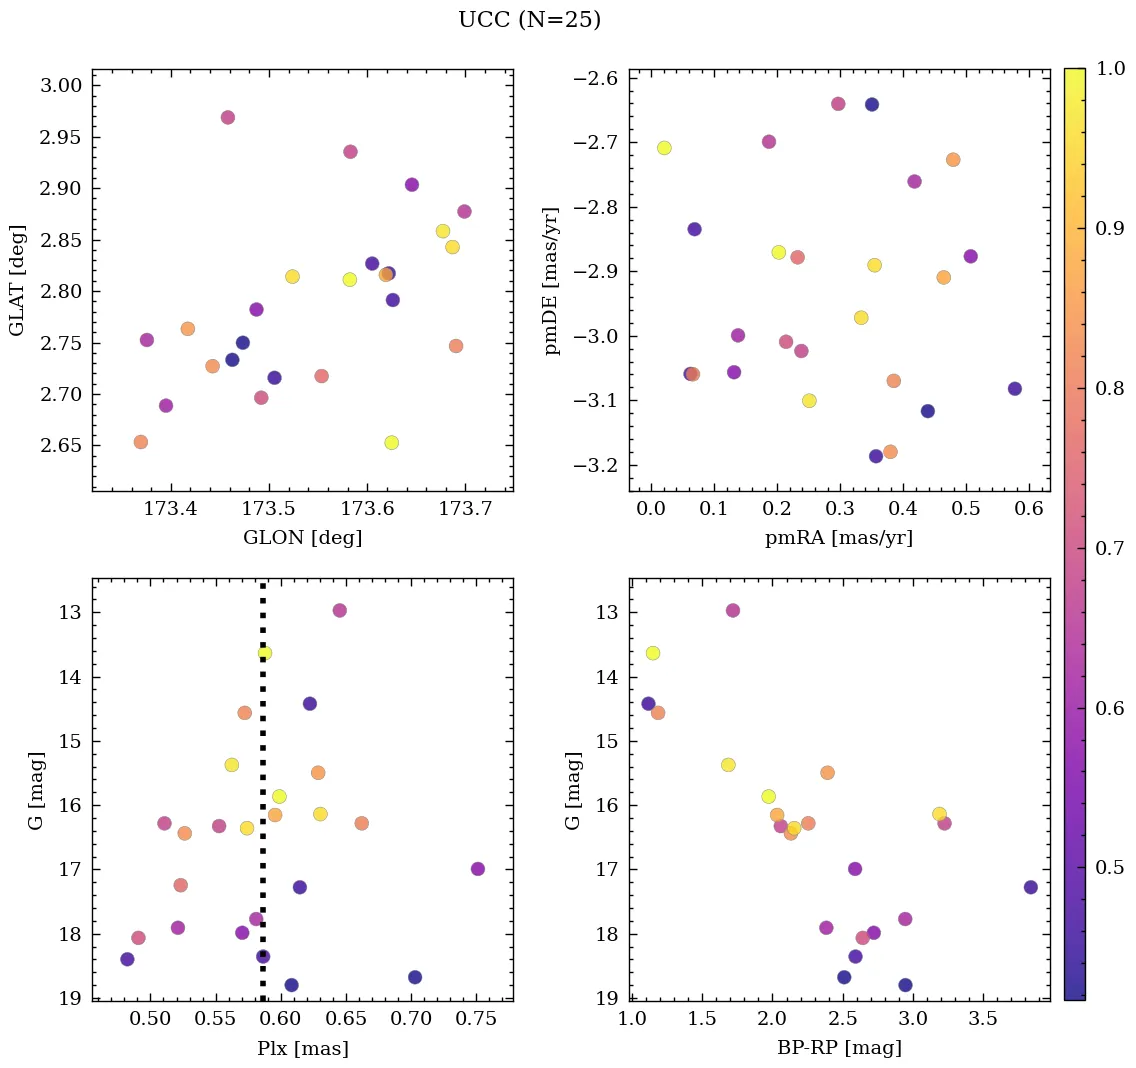 UCC (N=25)
3.00
2.95
2.90
2.85
2.80
2.75
2.70
2.65
GLAT [deg]
173.4 173.5 173.6 173.7
GLON [deg]
−2.6
−2.7
−2.8
−2.9
−3.0
−3.1
−3.2
pmDE [mas/yr]
0.0 0.1 0.2 0.3 0.4 0.5 0.6
pmRA [mas/yr]
13
14
15
16
17
18
19
G [mag]
0.50 0.55 0.60 0.65 0.70 0.75
Plx [mas]
13
14
15
16
17
18
19
G [mag]
1.0 1.5 2.0 2.5 3.0 3.5
BP-RP [mag]
1.0
0.9
0.8
0.7
0.6
0.5